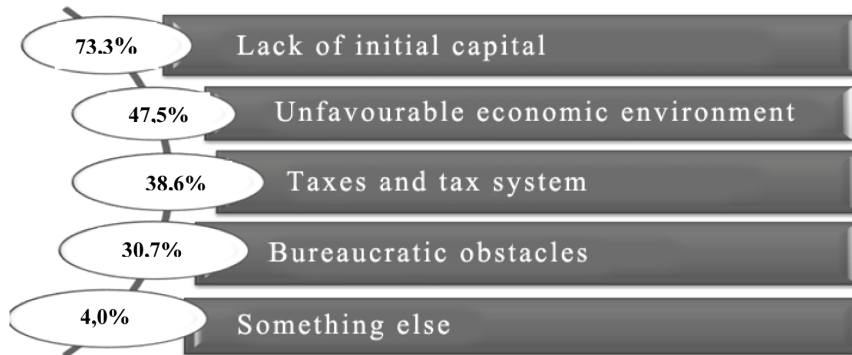 73.3% Lack of initial capital
47,5% Unfavourable economic environment
38.6% Taxes and tax system
30.7% Bureaucratic obstacles
4,0% Something else